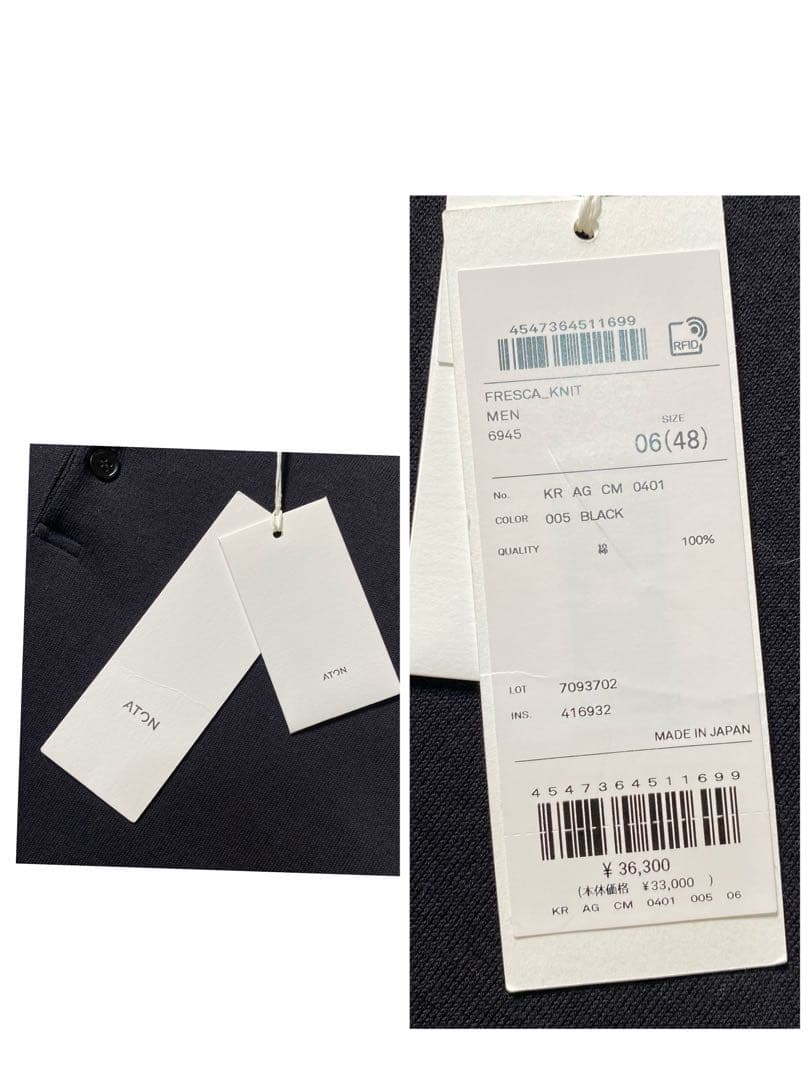 ATON
ATON
4547364511699
RFID
FRESCA_KNIT
MEN
6945
SIZE
06(48)
No. KR AG CM 0401
COLOR 005 BLACK
QUALITY 綿 100%
LOT 7093702
INS. 416932
MADE IN JAPAN
4547364511699
¥ 36,300
(本体価格 ¥33,000 )
KR AG CM 0401 005 06